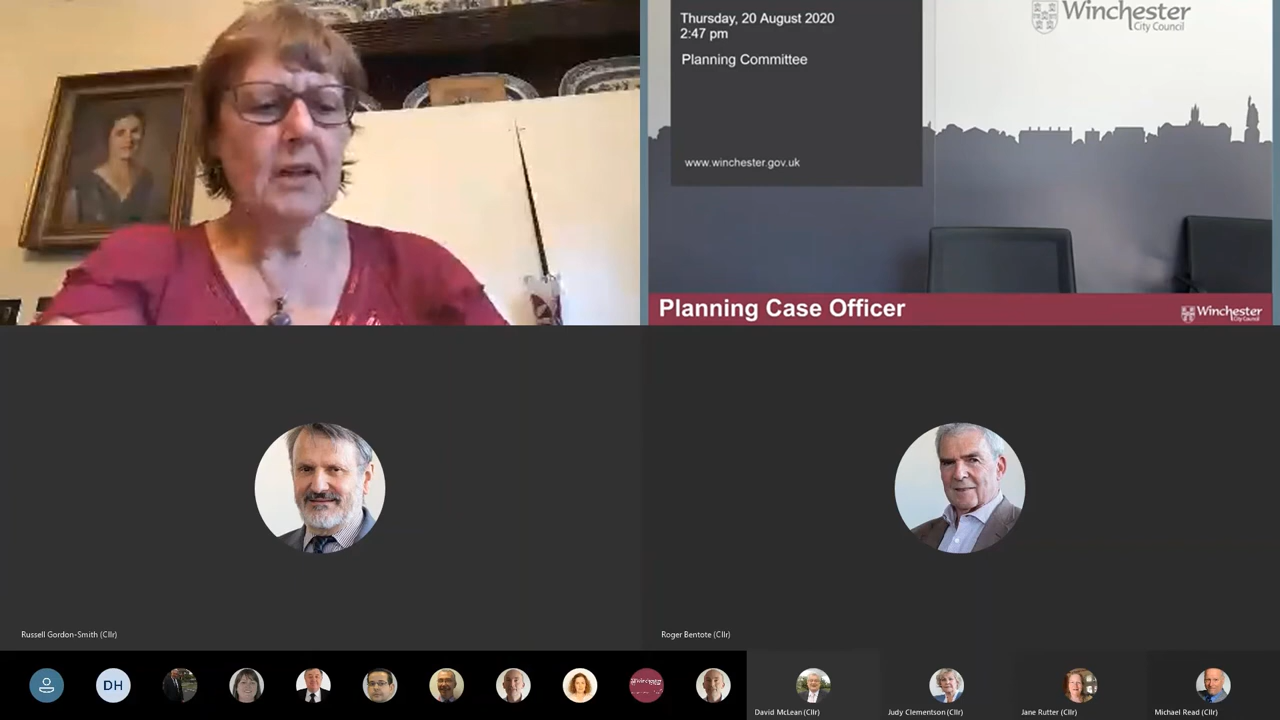 Thursday, 20 August 2020
2:47 pm
Planning Committee
www.winchester.gov.uk
Winchester
City Council
Planning Case Officer
Winchester
City Council
Russell Gordon-Smith (Cllr)
Roger Bentote (Cllr)
DH
Winchester
David McLean (Cllr)
Judy Clementson (Cllr)
Jane Rutter (Cllr)
Michael Read (Cllr)